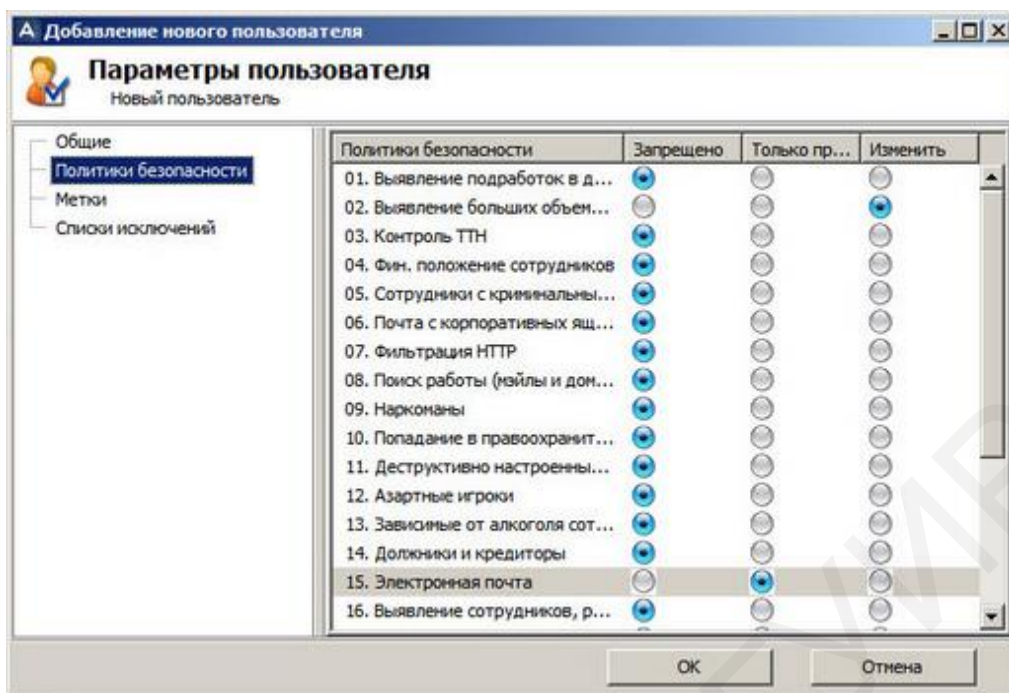 Добавление нового пользователя
Параметры пользователя
Новый пользователь
Общие
Политики безопасности
Метки
Списки исключений
Политики безопасности Запрещено Только пр... Изменить
01. Выявление подработок в д...
02. Выявление больших объем...
03. Контроль ТТН
04. Фин. положение сотрудников
05. Сотрудники с криминальны...
06. Почта с корпоративных ящ...
07. Фильтрация HTTP
08. Поиск работы (мэйлы и дом...
09. Наркоманы
10. Попадание в правоохранит...
11. Деструктивно настроенны...
12. Азартные игроки
13. Зависимые от алкоголя сот...
14. Должники и кредиторы
15. Электронная почта
16. Выявление сотрудников, р...
OK Отмена